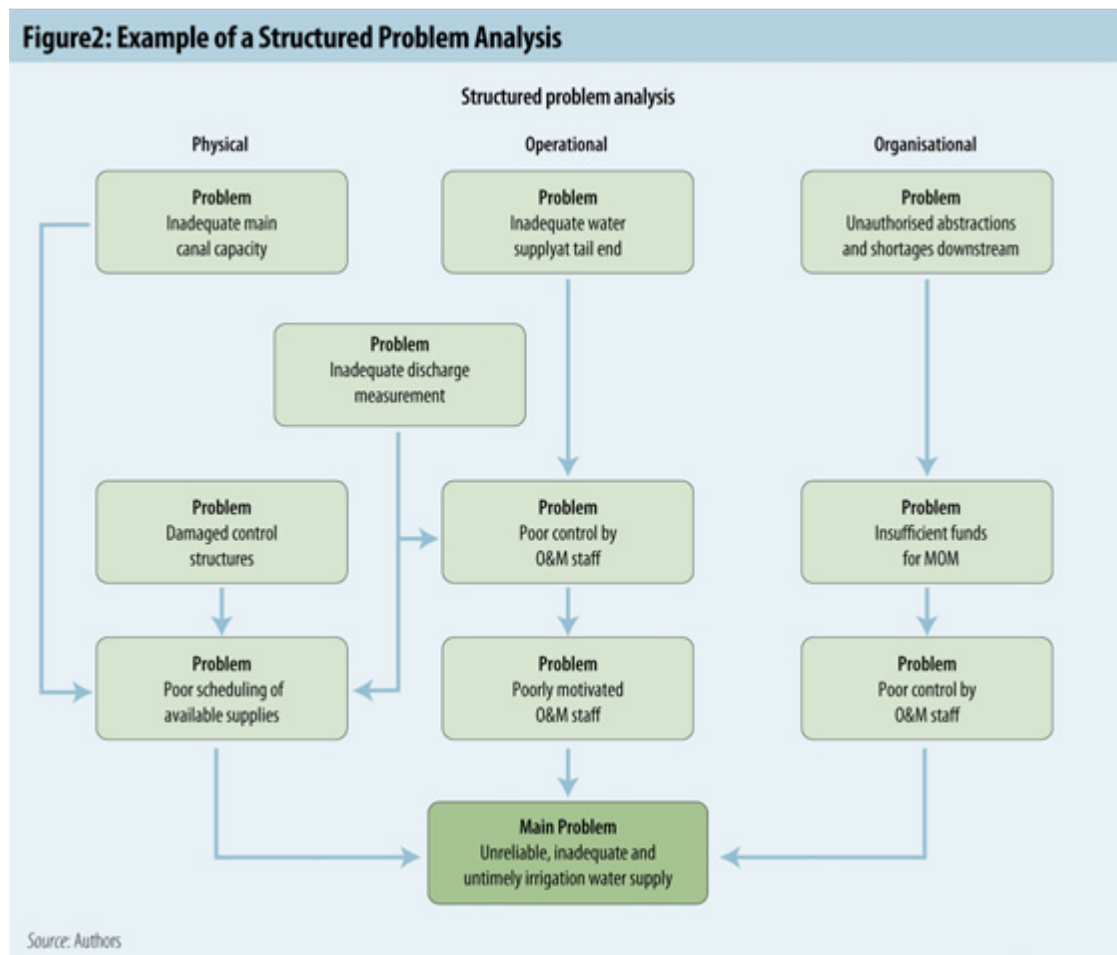 Figure2: Example of a Structured Problem Analysis
Structured problem analysis
Physical
Operational
Organisational
Problem
Inadequate main
canal capacity
Problem
Inadequate water
supplyat tail end
Problem
Unauthorised abstractions
and shortages downstream
Problem
Inadequate discharge
measurement
Problem
Damaged control
structures
Problem
Poor control by
O&M staff
Problem
Insufficient funds
for MOM
Problem
Poor scheduling of
available supplies
Problem
Poorly motivated
O&M staff
Problem
Poor control by
O&M staff
Main Problem
Unreliable, inadequate and
untimely irrigation water supply
Source: Authors